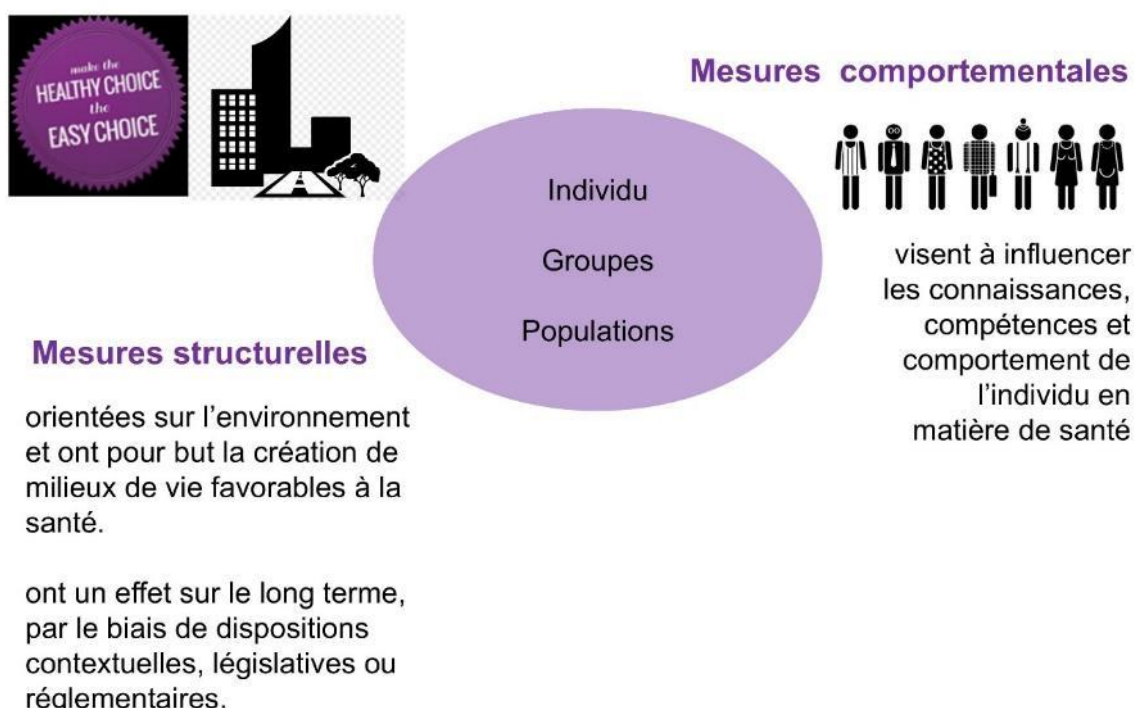 make the
HEALTHY CHOICE
the
EASY CHOICE
Mesures comportementales
Individu
Groupes
Populations
visent à influencer
les connaissances,
compétences et
comportement de
l'individu en
matière de santé
Mesures structurelles
orientées sur l'environnement
et ont pour but la création de
milieux de vie favorables à la
santé.
ont un effet sur le long terme,
par le biais de dispositions
contextuelles, législatives ou
réglementaires.